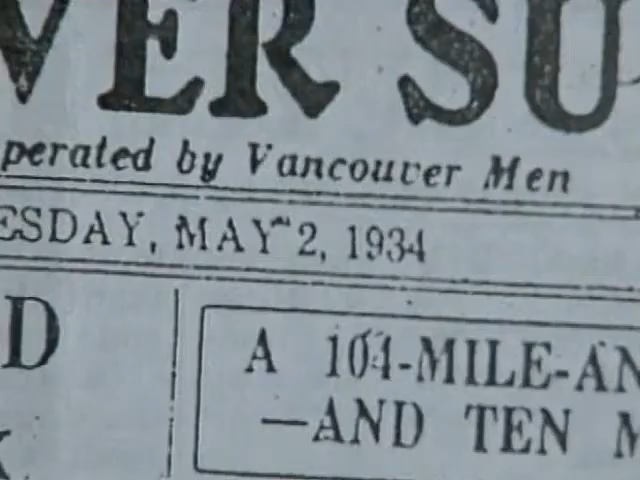 VER SU
perated by Vancouver Men
ESDAY, MAY 2, 1934
D
A 104-MILE-AN
—AND TEN M
K